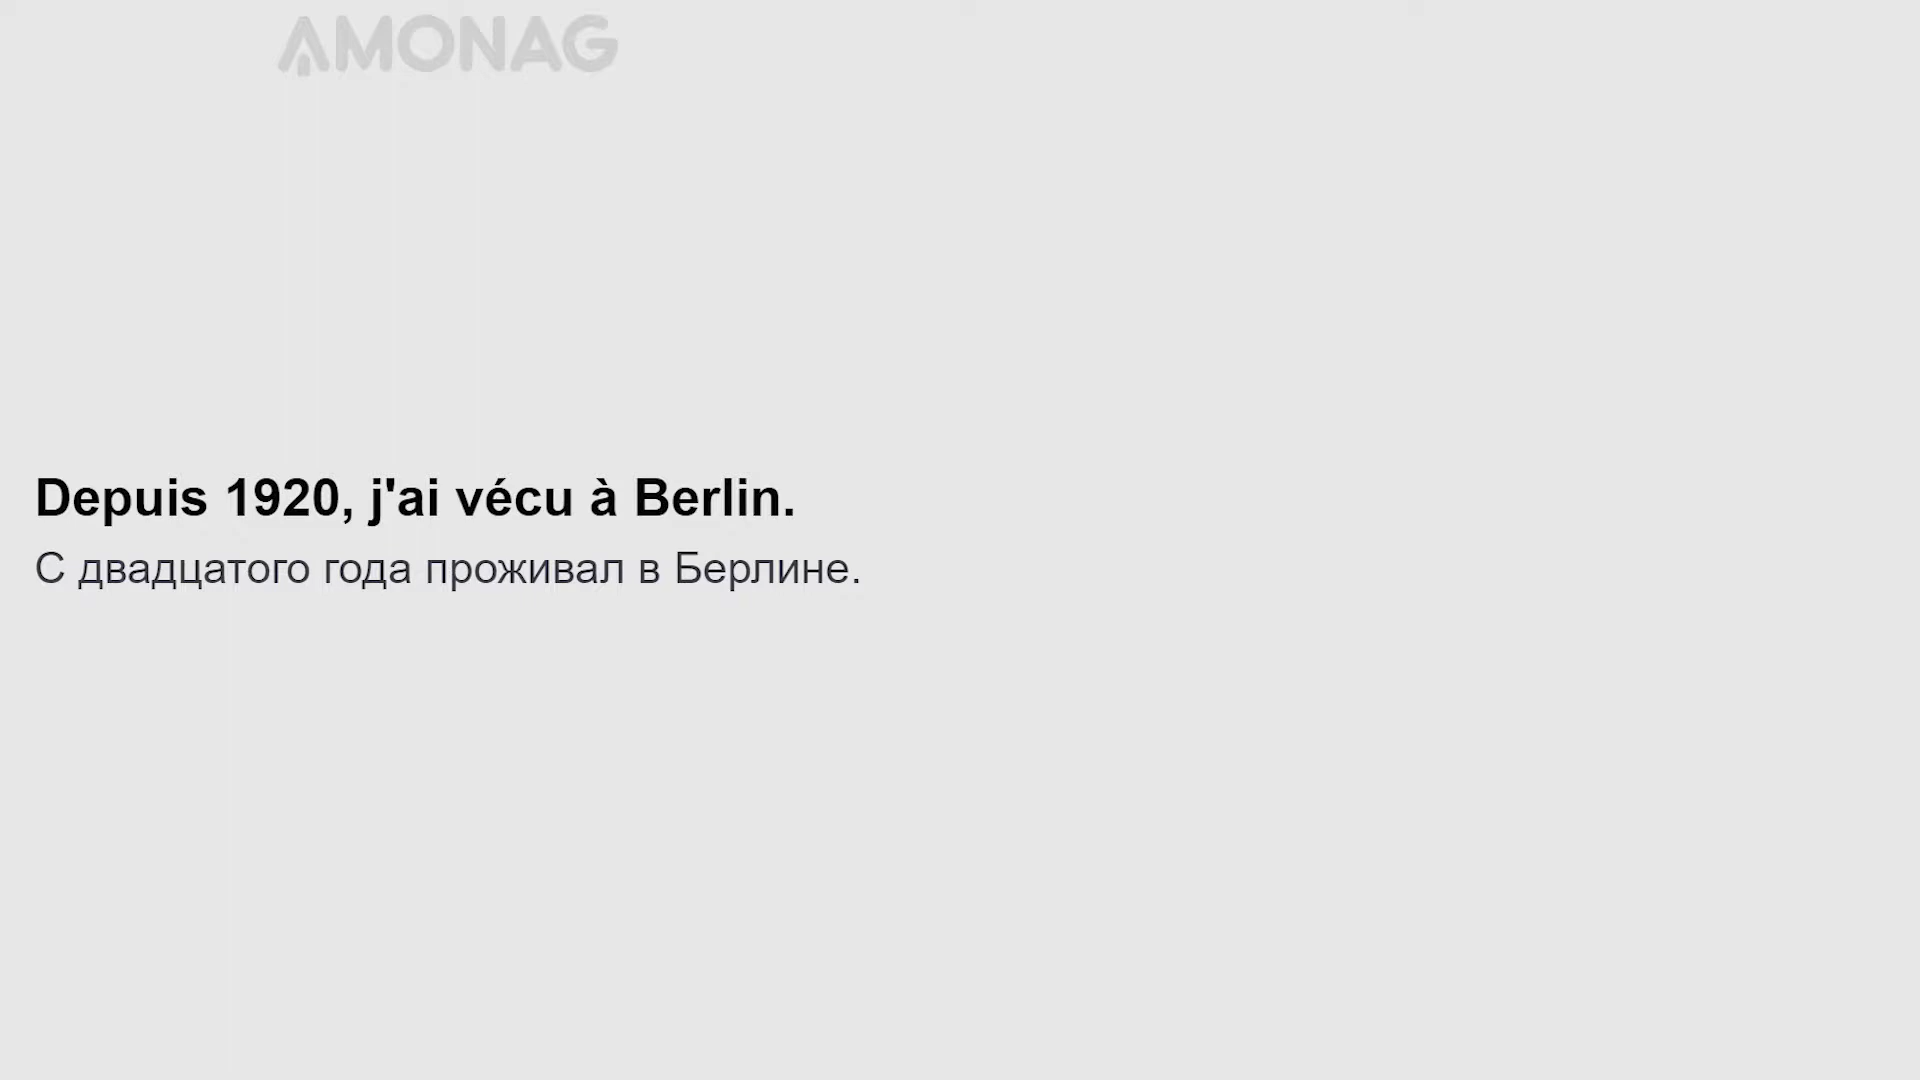 AMONAG
Depuis 1920, j'ai vécu à Berlin.
С двадцатого года проживал в Берлине.